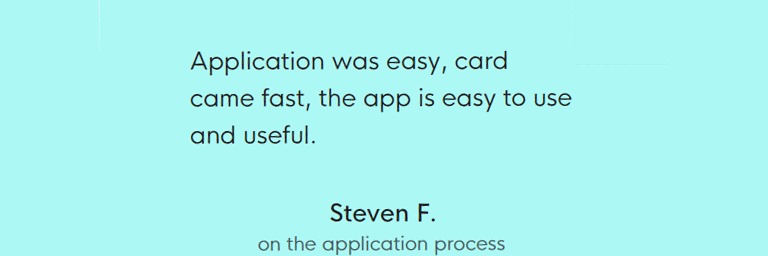 Application was easy, card
came fast, the app is easy to use
and useful.
Steven F.
on the application process